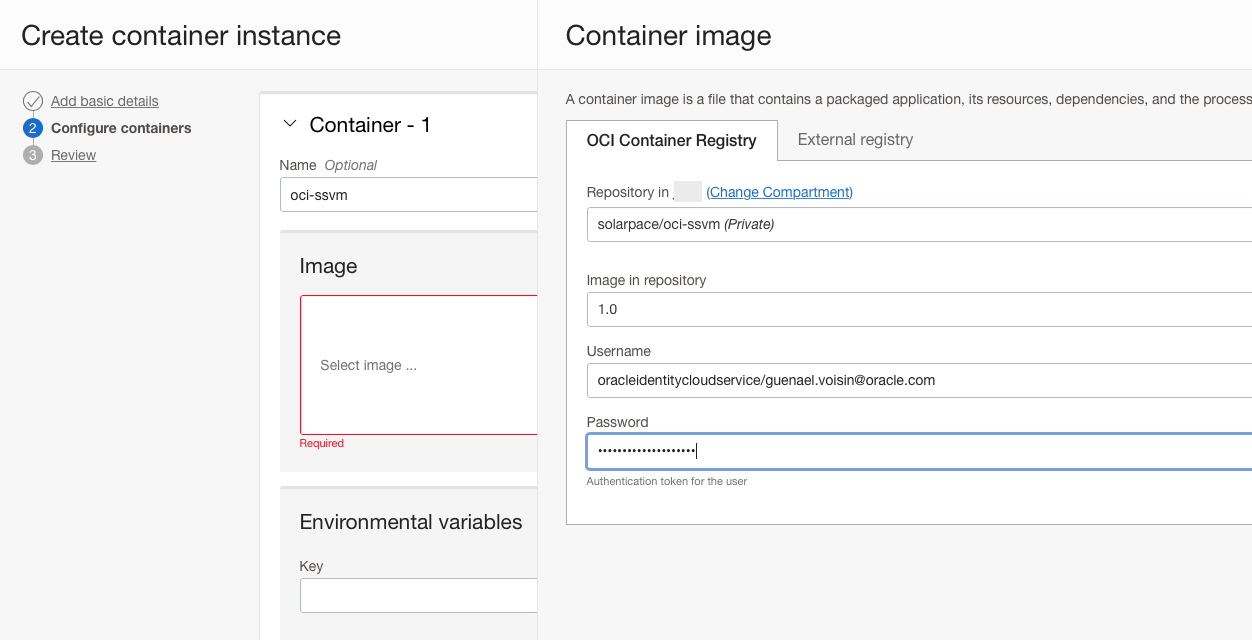 Create container instance
Add basic details
2 Configure containers
3 Review
Container - 1
Name Optional
oci-ssvm
Image
Select image ...
Required
Environmental variables
Key
Container image
A container image is a file that contains a packaged application, its resources, dependencies, and the process
OCI Container Registry
External registry
Repository in (Change Compartment)
solarpace/oci-ssvm (Private)
Image in repository
1.0
Username
oracleidentitycloudservice/guenael.voisin@oracle.com
Password
••••••••••••••••••••
Authentication token for the user